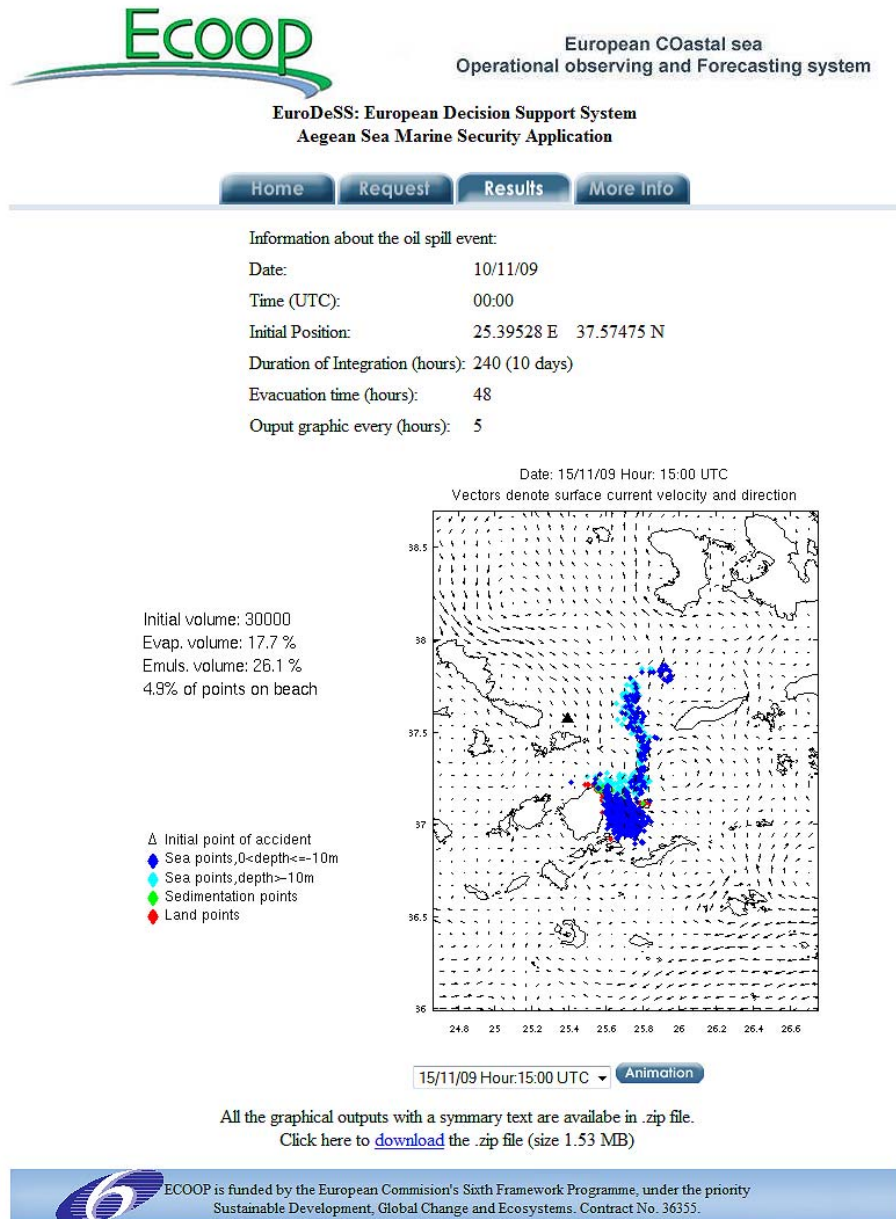 Ecoop
European COastal sea
Operational observing and Forecasting system
EuroDeSS: European Decision Support System
Aegean Sea Marine Security Application
Home Request Results More Info
Information about the oil spill event:
Date: 10/11/09
Time (UTC): 00:00
Initial Position: 25.39528 E 37.57475 N
Duration of Integration (hours): 240 (10 days)
Evacuation time (hours): 48
Ouput graphic every (hours): 5
Date: 15/11/09 Hour: 15:00 UTC
Vectors denote surface current velocity and direction
Initial volume: 30000
Evap. volume: 17.7 %
Emuls. volume: 26.1 %
4.9% of points on beach
Δ Initial point of accident
Sea points,0<depth<=-10m
Sea points,depth>-10m
Sedimentation points
Land points
38.5
38
37.5
37
36.5
36
24.8 25 25.2 25.4 25.6 25.8 26 26.2 26.4 26.6
15/11/09 Hour:15:00 UTC Animation
All the graphical outputs with a symmary text are availabe in .zip file.
Click here to download the .zip file (size 1.53 MB)
6
ECOOP is funded by the European Commision's Sixth Framework Programme, under the priority
Sustainable Development, Global Change and Ecosystems. Contract No. 36355.